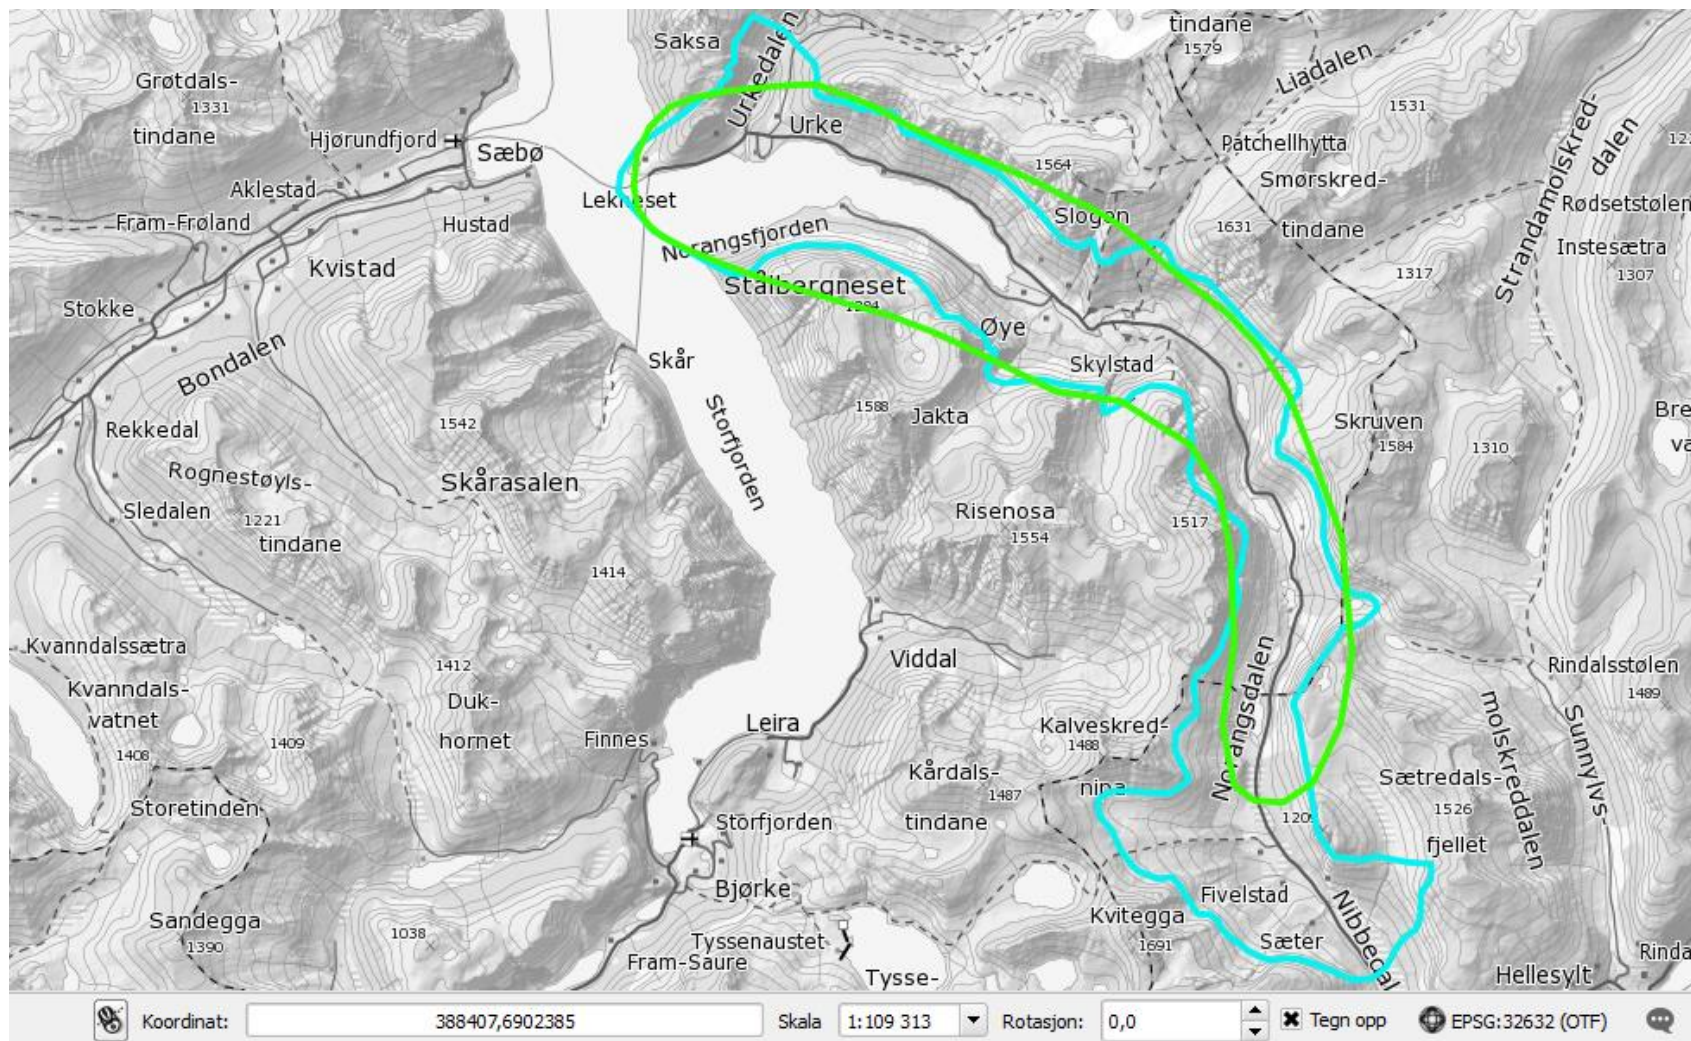 tindane
1579
Saksa
Urkedalen
Liadalen
Grøtdals-
1331
tindane
1531
Strandamolskred-
dalen
Hjørundfjord
Sæbø
Urke
Patchellhytta
1564
Smørskred-
Aklestad
Lekneset
Rødsetstølen
Fram-Frøland
Hustad
Norangsfjorden
Slogen
1631
tindane
Instesætra
1307
Kvistad
1317
Stokke
Stålbergneset
Øye
Bondalen
Skår
Skylstad
Storfjorden
1588
Jakta
Skruven
1584
1310
Bre
va
Rekkedal
1542
Rognestøyls-
Skårasalen
Sledalen
1221
tindane
Risenosa
1554
1517
1414
Kvanndalssætra
Viddal
Norangsdalen
Rindalsstølen
1489
Kvanndals-
vatnet
1412
Duk-
hornet
1408
1409
Leira
Finnes
Kalveskred-
1488
nipa
molskreddalen
Sunnylvs-
Kårdals-
1487
tindane
Sætredals-
1526
fjellet
Storetinden
Storfjorden
Bjørke
Fivelstad
Nibbedal
Sandegga
1390
1038
Kvitegga
1691
Sæter
Tyssenaustet
Fram-Saure
Tysse-
Hellesylt
Rinda
Koordinat:
388407,6902385
Skala
1:109 313
Rotasjon:
0,0
Tegn opp
EPSG:32632 (OTF)